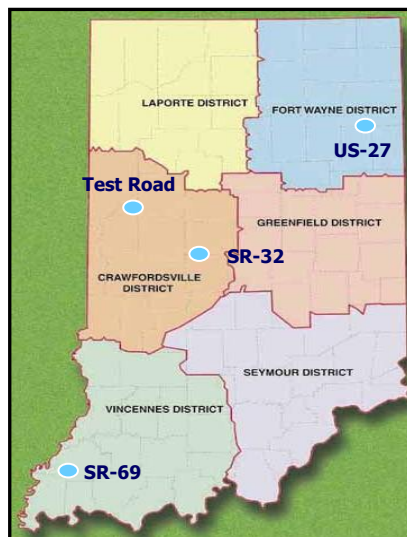 LAPORTE DISTRICT
FORT WAYNE DISTRICT
US-27
Test Road
GREENFIELD DISTRICT
SR-32
CRAWFORDSVILLE
DISTRICT
SEYMOUR DISTRICT
VINCENNES DISTRICT
SR-69